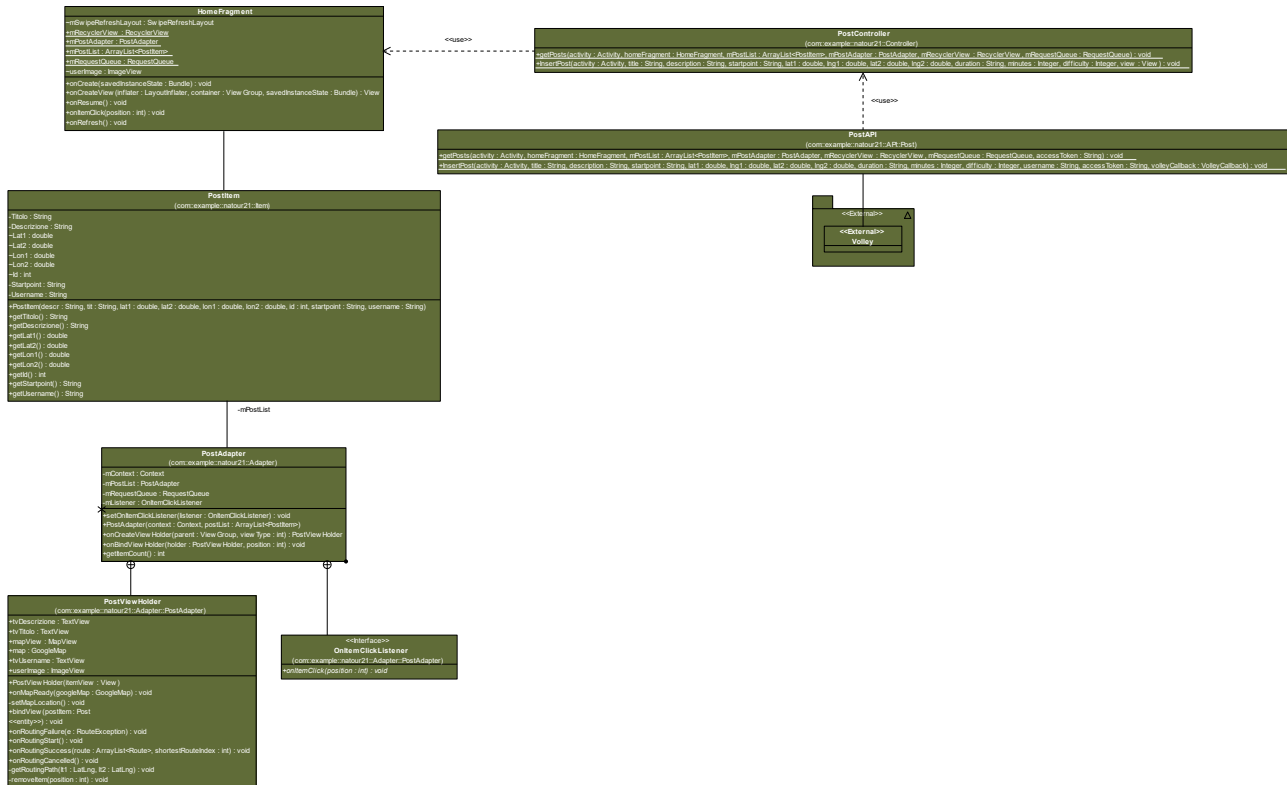 HomeFragment
~mSwipeRefreshLayout : SwipeRefreshLayout
+mRecyclerView : RecyclerView
+mPostAdapter : PostAdapter
+mPostList : ArrayList<PostItem>
+mRequestQueue : RequestQueue
~userImage : ImageView
+onCreate(savedInstanceState : Bundle) : void
+onCreateView(inflater : LayoutInflater, container : ViewGroup, savedInstanceState : Bundle) : View
+onResume() : void
+onItemClick(position : int) : void
+onRefresh() : void
<<use>>
PostController
(com::example::natour21::Controller)
+getPosts(activity : Activity, homeFragment : HomeFragment, mPostList : ArrayList<PostItem>, mPostAdapter : PostAdapter, mRecyclerView : RecyclerView, mRequestQueue : RequestQueue) : void
+InsertPost(activity : Activity, title : String, description : String, startpoint : String, lat1 : double, lng1 : double, lat2 : double, lng2 : double, duration : String, minutes : Integer, difficulty : Integer, view : View) : void
<<use>>
PostAPI
(com::example::natour21::API::Post)
+getPosts(activity : Activity, homeFragment : HomeFragment, mPostList : ArrayList<PostItem>, mPostAdapter : PostAdapter, mRecyclerView : RecyclerView, mRequestQueue : RequestQueue, accessToken : String) : void
+InsertPost(activity : Activity, title : String, description : String, startpoint : String, lat1 : double, lng1 : double, lat2 : double, lng2 : double, duration : String, minutes : Integer, difficulty : Integer, username : String, accessToken : String, volleyCallback : VolleyCallback) : void
<<External>>
<<External>>
Volley
PostItem
(com::example::natour21::Item)
-Titolo : String
-Descrizione : String
~Lat1 : double
~Lat2 : double
~Lon1 : double
~Lon2 : double
~Id : int
-Startpoint : String
-Username : String
+PostItem(descr : String, tit : String, lat1 : double, lat2 : double, lon1 : double, lon2 : double, id : int, startpoint : String, username : String)
+getTitolo() : String
+getDescrizione() : String
+getLat1() : double
+getLat2() : double
+getLon1() : double
+getLon2() : double
+getId() : int
+getStartpoint() : String
+getUsername() : String
-mPostList
PostAdapter
(com::example::natour21::Adapter)
-mContext : Context
-mPostList : PostAdapter
-mRequestQueue : RequestQueue
-mListener : OnItemClickListener
+setOnItemClickListener(listener : OnItemClickListener) : void
+PostAdapter(context : Context, postList : ArrayList<PostItem>)
+onCreateViewHolder(parent : ViewGroup, viewType : int) : PostViewHolder
+onBindViewHolder(holder : PostViewHolder, position : int) : void
+getItemCount() : int
PostViewHolder
(com::example::natour21::Adapter::PostAdapter)
+tvDescrizione : TextView
+tvTitolo : TextView
+mapView : MapView
+map : GoogleMap
+tvUsername : TextView
+userImage : ImageView
+PostViewHolder(itemView : View)
+onMapReady(googleMap : GoogleMap) : void
-setMapLocation() : void
+bindView(postItem : Post
<<entity>>) : void
+onRoutingFailure(e : RouteException) : void
+onRoutingStart() : void
+onRoutingSuccess(route : ArrayList<Route>, shortestRouteIndex : int) : void
+onRoutingCancelled() : void
-getRoutingPath(lt1 : LatLng, lt2 : LatLng) : void
-removeItem(position : int) : void
<<Interface>>
OnItemClickListener
(com::example::natour21::Adapter::PostAdapter)
+onItemClick(position : int) : void